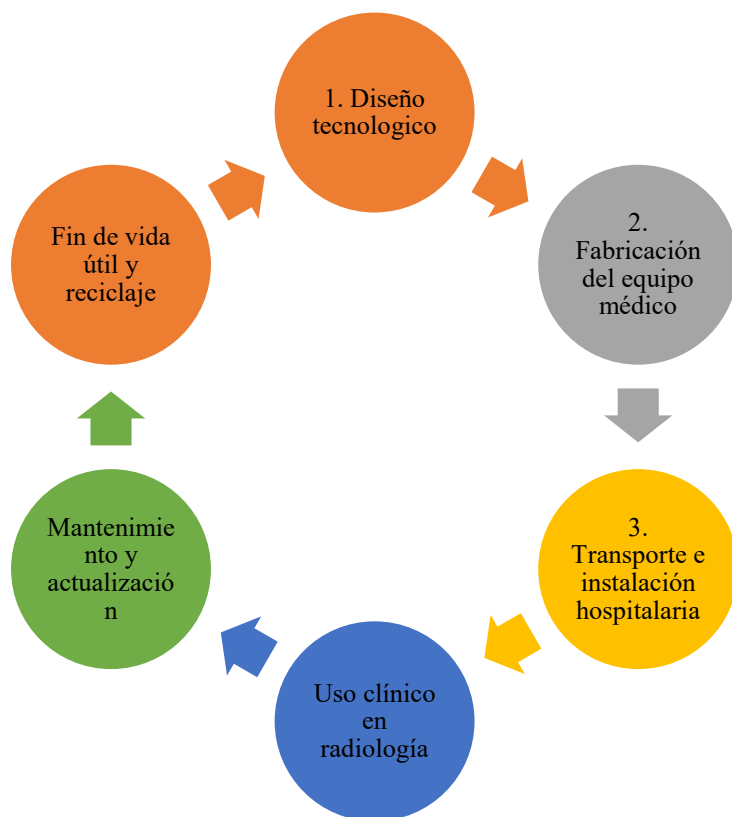 1. Diseño
tecnologico
2.
Fabricación
del equipo
médico
3.
Transporte e
instalación
hospitalaria
Uso clínico
en
radiología
Mantenimie
nto y
actualizació
n
Fin de vida
útil y
reciclaje